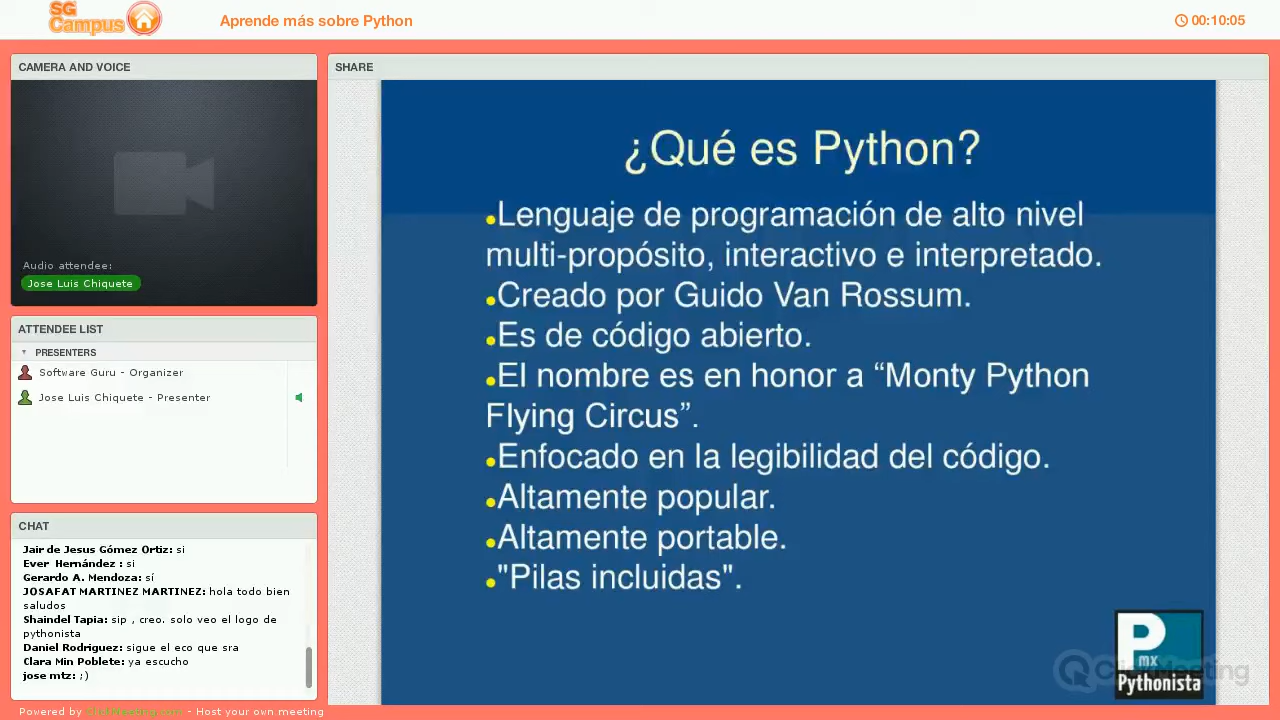 SG
Campus
Aprende más sobre Python
00:10:05
CAMERA AND VOICE
Audio attendee:
Jose Luis Chiquete
ATTENDEE LIST
PRESENTERS
Software Guru - Organizer
Jose Luis Chiquete - Presenter
CHAT
Jair de Jesus Gómez Ortiz: si
Ever Hernández : si
Gerardo A. Mendoza: sí
JOSAFAT MARTINEZ MARTINEZ: hola todo bien
saludos
Shaindel Tapia: sip , creo. solo veo el logo de
pythonista
Daniel Rodriguez: sigue el eco que sra
Clara Min Poblete: ya escucho
jose mtz: ;)
Powered by ClickMeeting.com - Host your own meeting
SHARE
¿Qué es Python?
•Lenguaje de programación de alto nivel
multi-propósito, interactivo e interpretado.
•Creado por Guido Van Rossum.
•Es de código abierto.
•El nombre es en honor a “Monty Python
Flying Circus”.
•Enfocado en la legibilidad del código.
•Altamente popular.
•Altamente portable.
•"Pilas incluidas".
P
mx
Pythonista
ClickMeeting